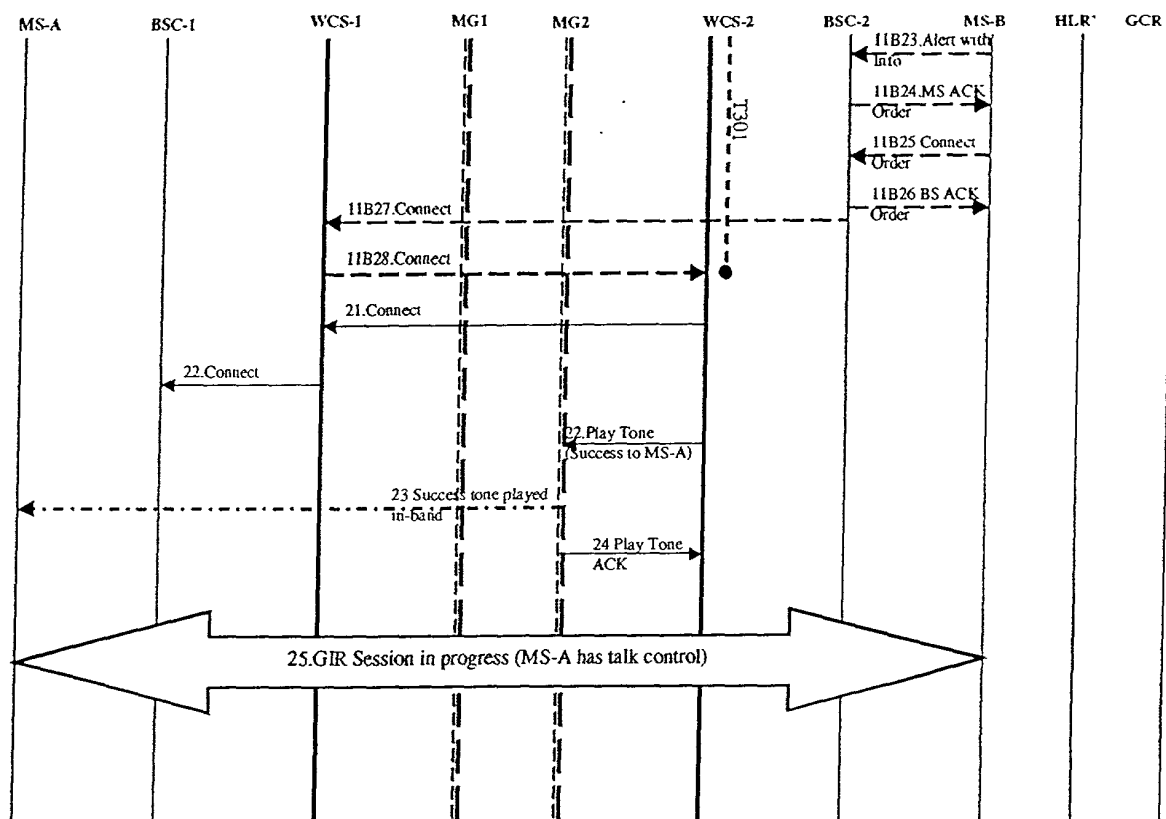 MS-A BSC-1 WCS-1 MG1 MG2 WCS-2 BSC-2 MS-B HLR' GCR
11B23.Alert with
Info
T301
11B24.MS ACK
Order
11B25 Connect
Order
11B26 BS ACK
Order
11B27.Connect
11B28.Connect
21.Connect
22.Connect
22.Play Tone
(Success to MS-A)
23 Success tone played
in-band
24 Play Tone
ACK
25.GIR Session in progress (MS-A has talk control)